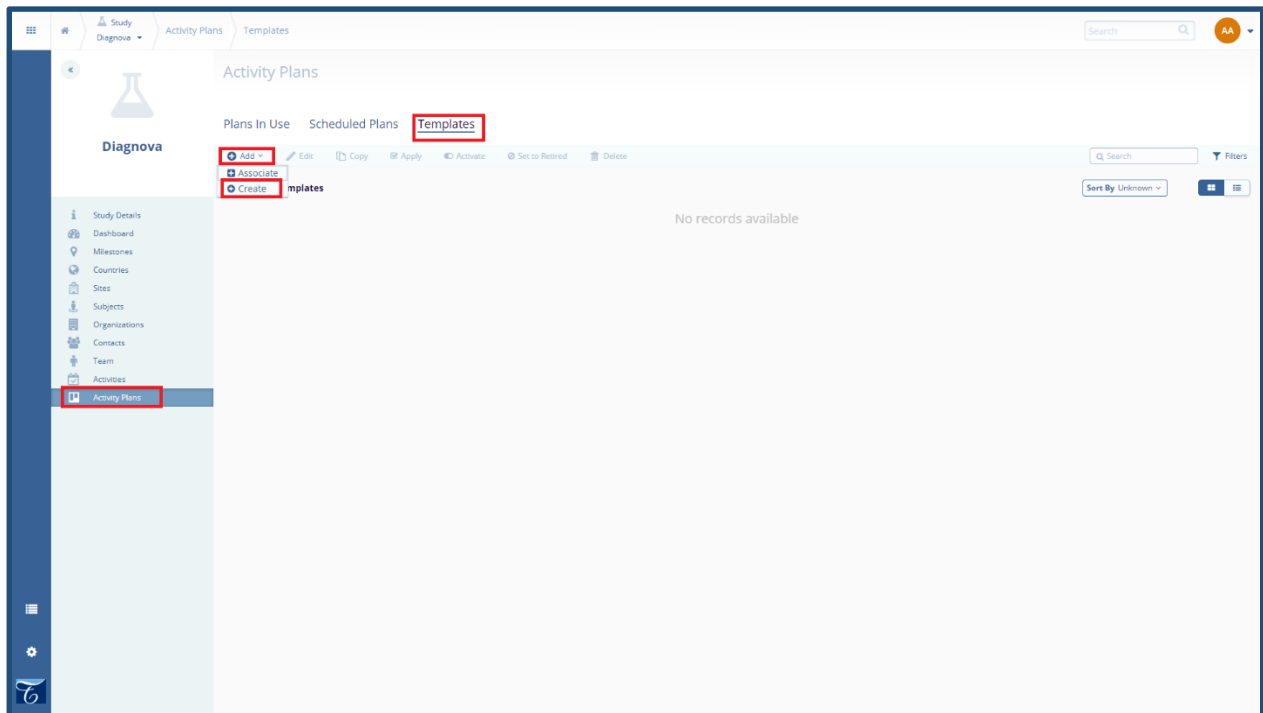 Study
Diagnova
Activity Plans
Templates
Search
AA
Activity Plans
Diagnova
Plans In Use
Scheduled Plans
Templates
Add
Edit
Copy
Apply
Activate
Set to Retired
Delete
Search
Filters
Associate
Create
mplates
Sort By Unknown
No records available
Study Details
Dashboard
Milestones
Countries
Sites
Subjects
Organizations
Contacts
Team
Activities
Activity Plans